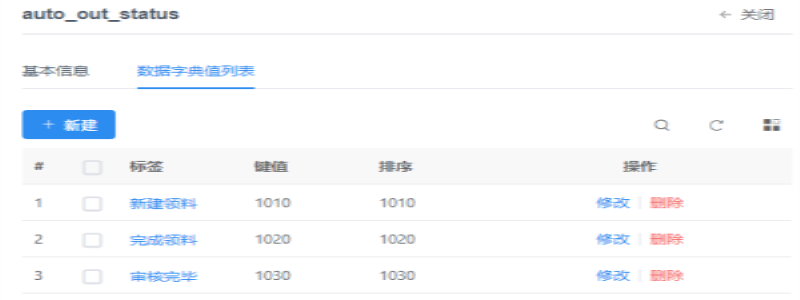 auto_out_status ← 关闭
基本信息 数据字典值列表
+ 新建
# 标签 键值 排序 操作
1 新建领料 1010 1010 修改 删除
2 完成领料 1020 1020 修改 删除
3 审核完毕 1030 1030 修改 删除